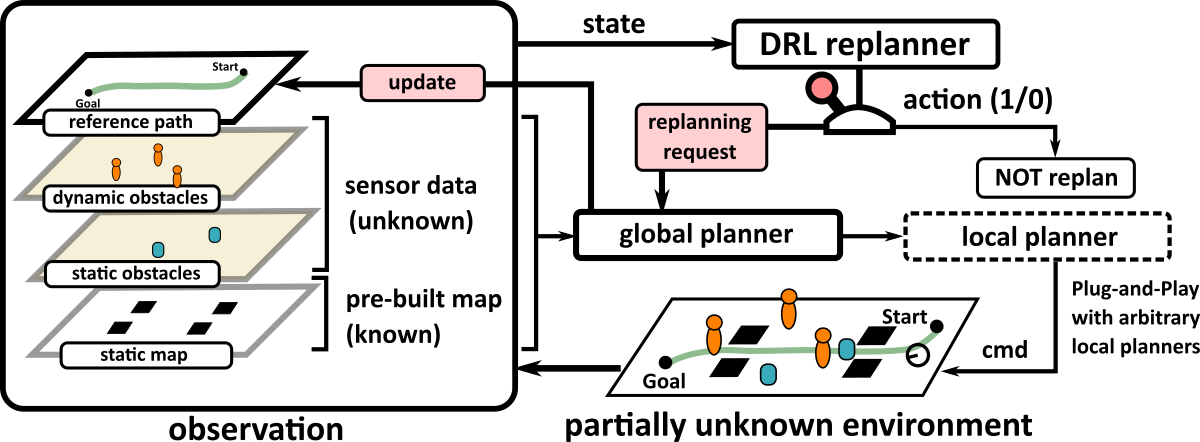 state
DRL replanner
Start
Goal
update
reference path
replanning
request
action (1/0)
NOT replan
dynamic obstacles
sensor data
(unknown)
global planner
local planner
static obstacles
pre-built map
(known)
static map
Plug-and-Play
with arbitrary
local planners
Start
Goal
cmd
observation
partially unknown environment